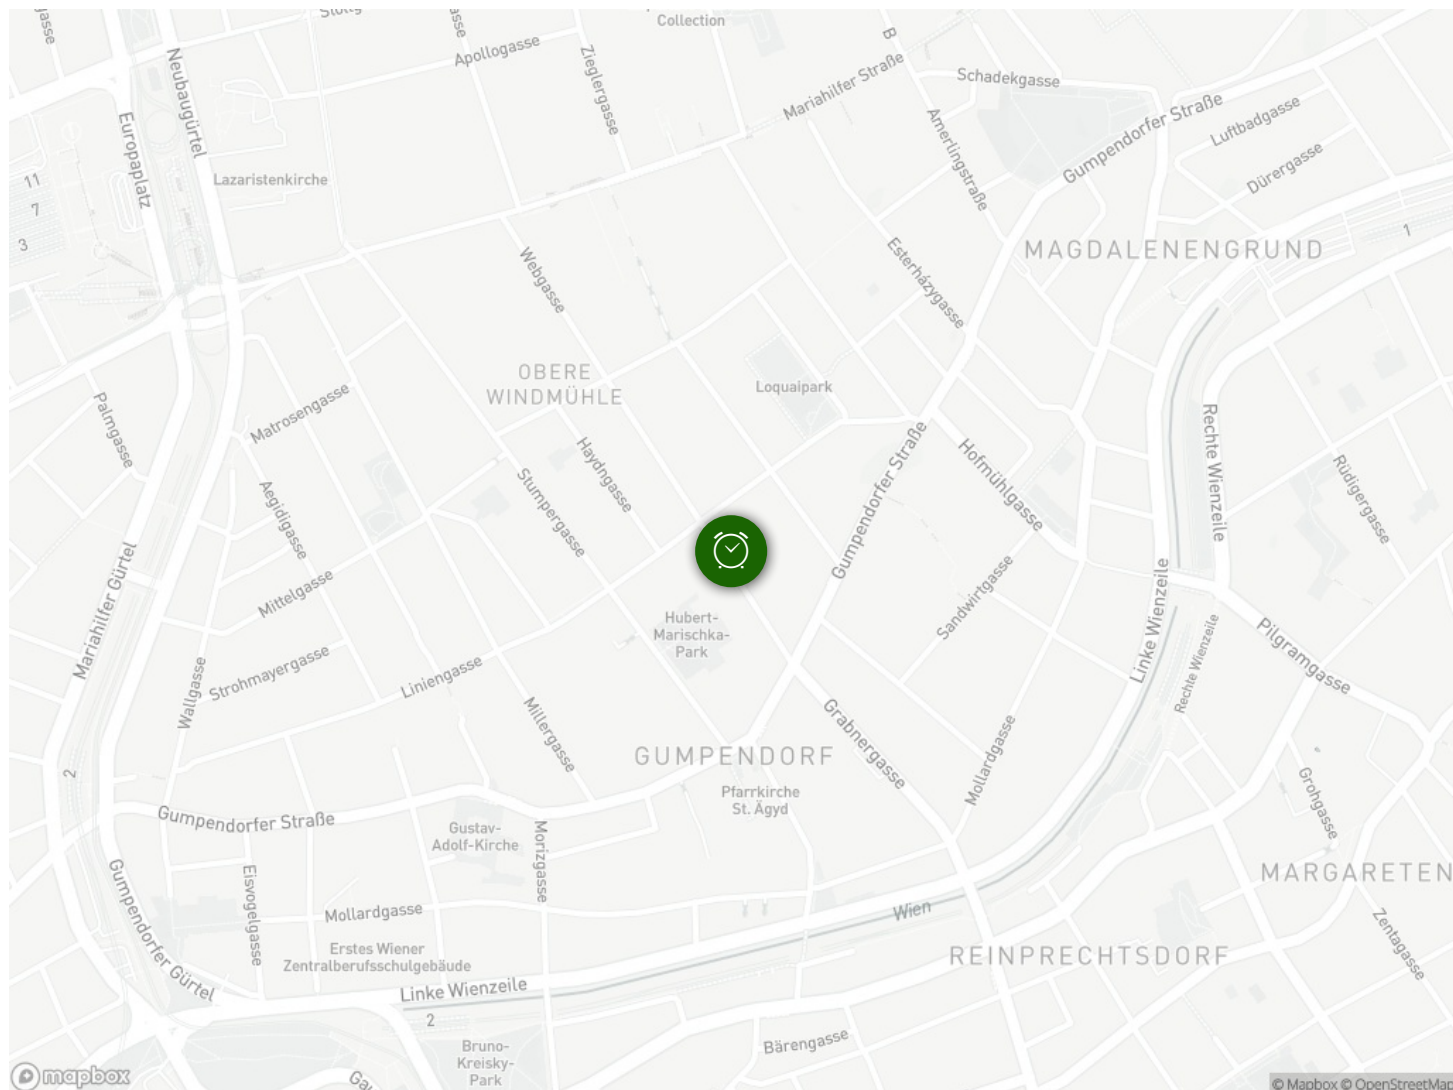 Collection
Apollogasse
Zieglergasse
B
Mariahilfer Straße
Schadekgasse
Neubaugürtel
Europaplatz
Amerlingstraße
Gumpendorfer Straße
Luftbadgasse
Dürergasse
11
7
3
Lazaristenkirche
MAGDALENENGRUND
1
Webgasse
Esterházygasse
OBERE
WINDMÜHLE
Loquaipark
Palmgasse
Matrosengasse
Haydngasse
Gumpendorfer Straße
Hofmühlgasse
Rechte Wienzeile
Rüdigergasse
Aegidigasse
Stumpergasse
Mariahilfer Gürtel
Mittelgasse
Sandwirtgasse
Linke Wienzeile
Hubert-
Marischka-
Park
Rechte Wienzeile
Pilgramgasse
Wallgasse
Strohmayergasse
Liniengasse
Millergasse
Grabnergasse
Mollardgasse
2
GUMPENDORF
Pfarrkirche
St. Ägyd
Grohgasse
Gumpendorfer Straße
Gustav-
Adolf-Kirche
Morizgasse
MARGARETEN
Gumpendorfer Gürtel
Eisvogelgasse
Mollardgasse
Wien
Zentagasse
Erstes Wiener
Zentralberufsschulgebäude
REINPRECHTSDORF
Linke Wienzeile
2
Bruno-
Kreisky-
Park
Bärengasse
mapbox
© Mapbox © OpenStreetMap